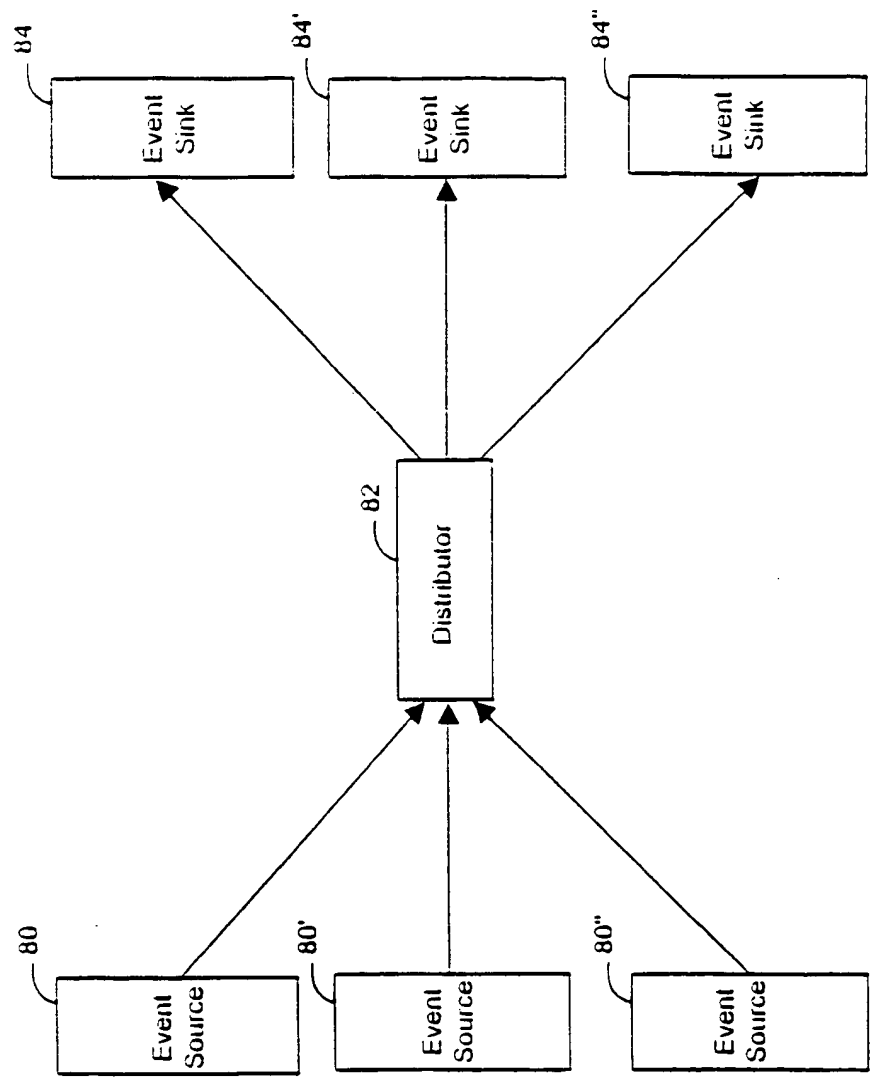 80
Event
Source
80'
Event
Source
80"
Event
Source
82
Distributor
84
Event
Sink
84'
Event
Sink
84"
Event
Sink